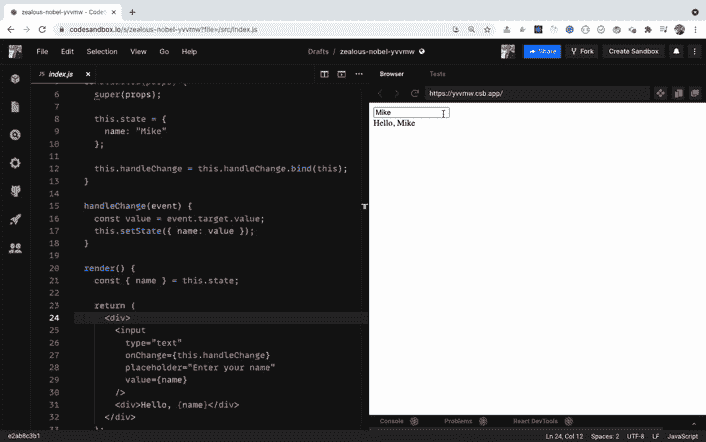 zealous-nobel-yvvmw - CodeSan
codesandbox.io/s/zealous-nobel-yvvmw?file=/src/index.js
File Edit Selection View Go Help
Drafts / zealous-nobel-yvvmw
Share
Fork
Create Sandbox
JS index.js
Browser Tests
https://yvvmw.csb.app/
6 super(props);
7
8 this.state = {
9 name: "Mike"
10 };
11
12 this.handleChange = this.handleChange.bind(this);
13 }
14
15 handleChange(event) {
16 const value = event.target.value;
17 this.setState({ name: value });
18 }
19
20 render() {
21 const { name } = this.state;
22
23 return (
24 <div>
25 <input
26 type="text"
27 onChange={this.handleChange}
28 placeholder="Enter your name"
29 value={name}
30 />
31 <div>Hello, {name}</div>
32 </div>
33 );
Mike
Hello, Mike
Console Problems React DevTools
e2ab8c3b1
Ln 24, Col 12 Spaces: 2 UTF-8 LF JavaScript